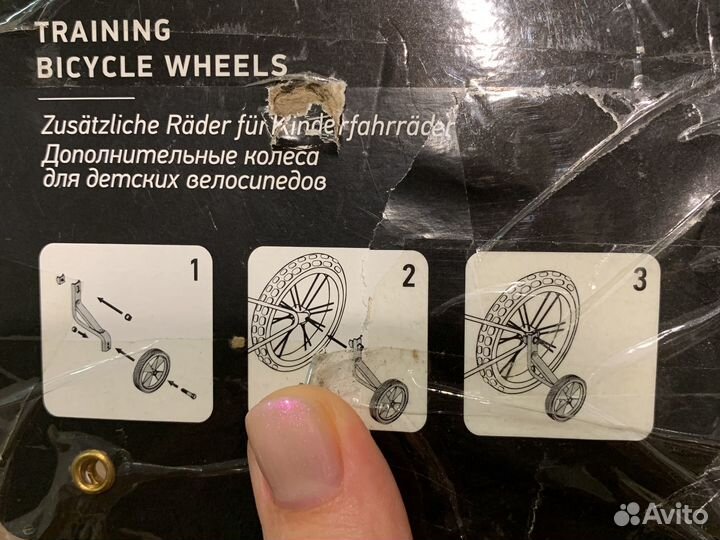 TRAINING
BICYCLE WHEELS
Zusätzliche Räder für Kinderfahrräder
Дополнительные колеса
для детских велосипедов
1
2
3
Avito